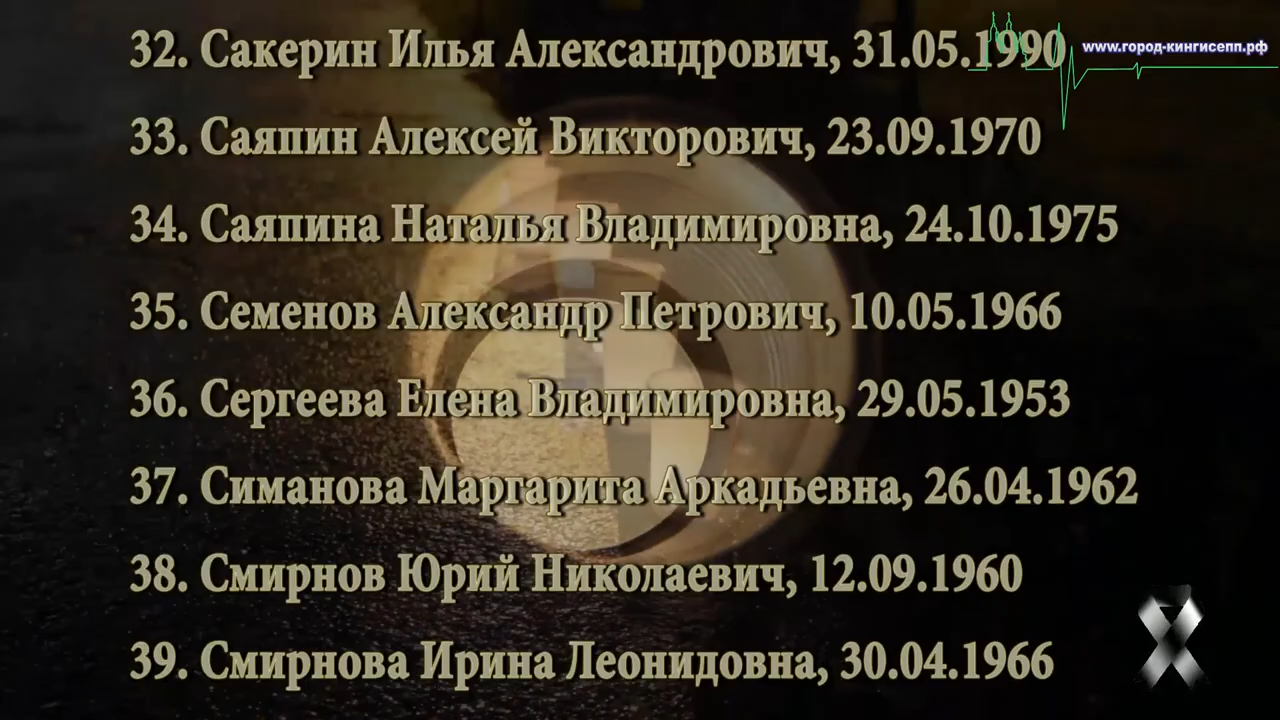 32. Сакерин Илья Александрович, 31.05.1990
www.город-кингисепп.рф
33. Саяпин Алексей Викторович, 23.09.1970
34. Саяпина Наталья Владимировна, 24.10.1975
35. Семенов Александр Петрович, 10.05.1966
36. Сергеева Елена Владимировна, 29.05.1953
37. Симанова Маргарита Аркадьевна, 26.04.1962
38. Смирнов Юрий Николаевич, 12.09.1960
39. Смирнова Ирина Леонидовна, 30.04.1966